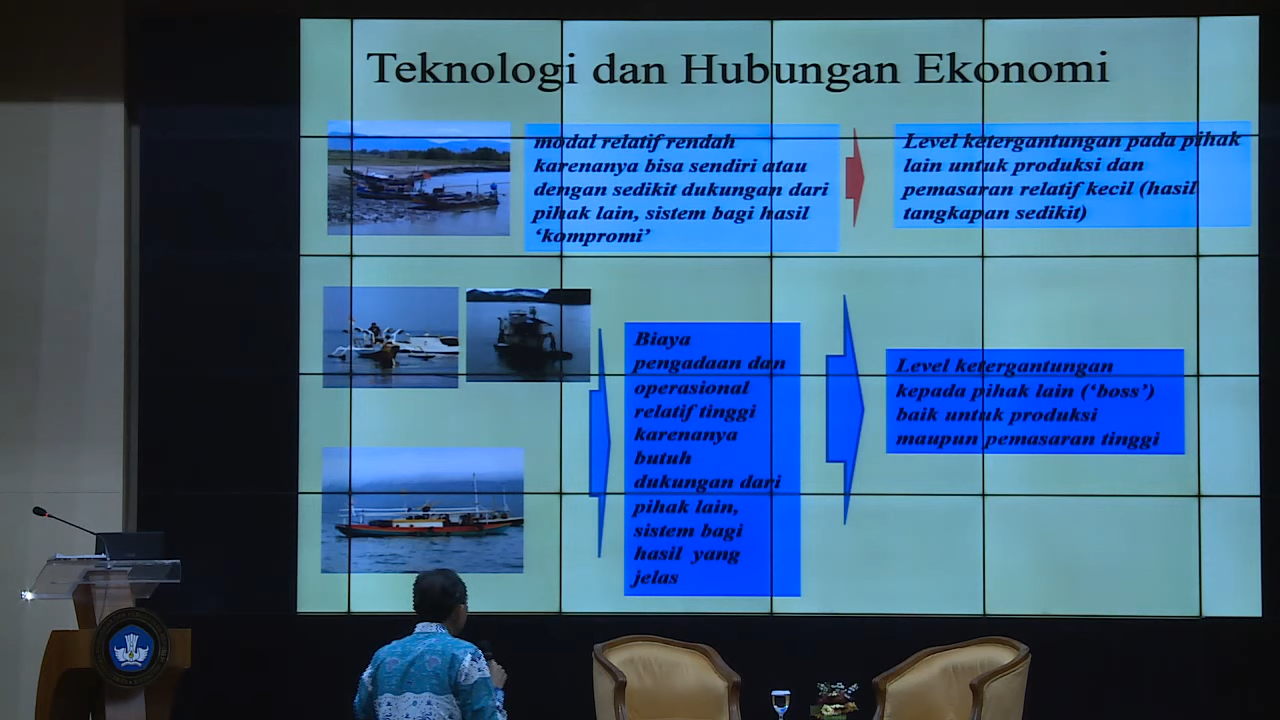 Teknologi dan Hubungan Ekonomi
modal relatif rendah
karenanya bisa sendiri atau
dengan sedikit dukungan dari
pihak lain, sistem bagi hasil
‘kompromi’
Level ketergantungan pada pihak
lain untuk produksi dan
pemasaran relatif kecil (hasil
tangkapan sedikit)
Biaya
pengadaan dan
operasional
relatif tinggi
karenanya
butuh
dukungan dari
pihak lain,
sistem bagi
hasil yang
jelas
Level ketergantungan
kepada pihak lain (‘boss’)
baik untuk produksi
maupun pemasaran tinggi